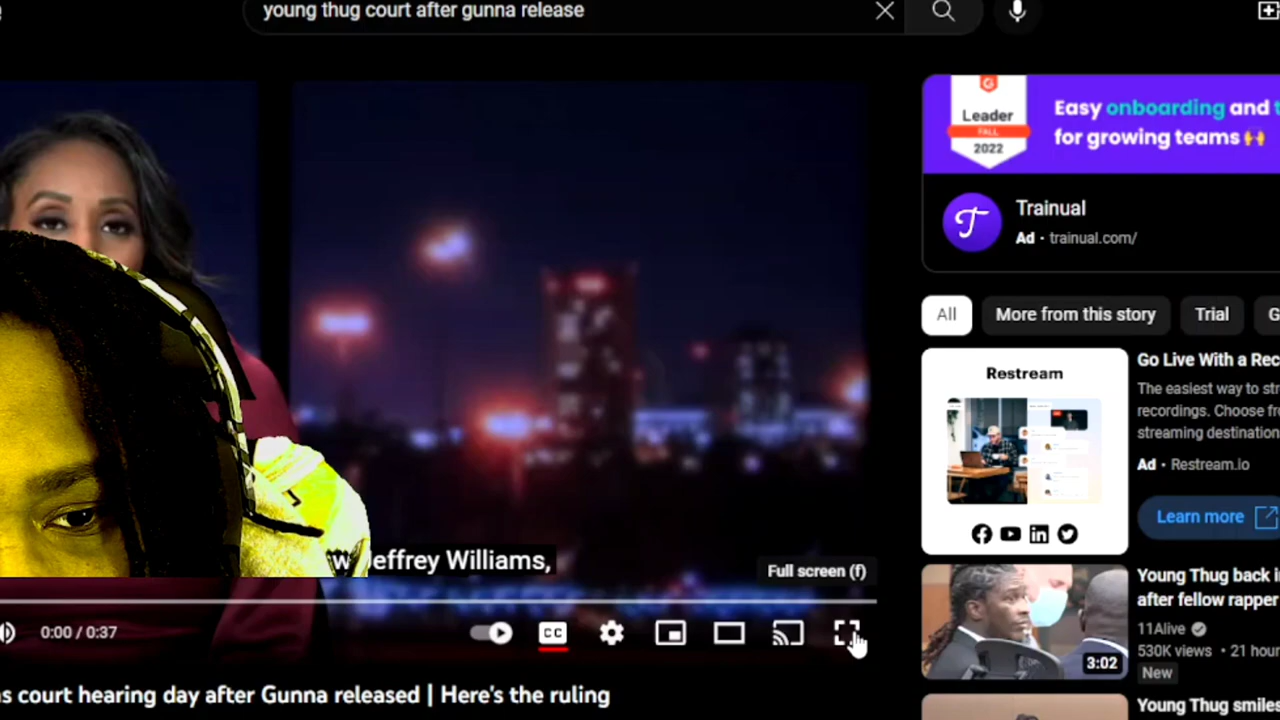 young thug court after gunna release
Leader
FALL
2022
Easy onboarding and
for growing teams
Trainual
Ad · trainual.com/
All
More from this story
Trial
G
Restream
Go Live With a Rec
The easiest way to str
recordings. Choose fr
streaming destination
Ad · Restream.io
Learn more
Jeffrey Williams,
Full screen (f)
0:00 / 0:37
CC
Young Thug back i
after fellow rapper
11Alive
530K views · 21 hour
New
3:02
s court hearing day after Gunna released | Here's the ruling
Young Thug smiles